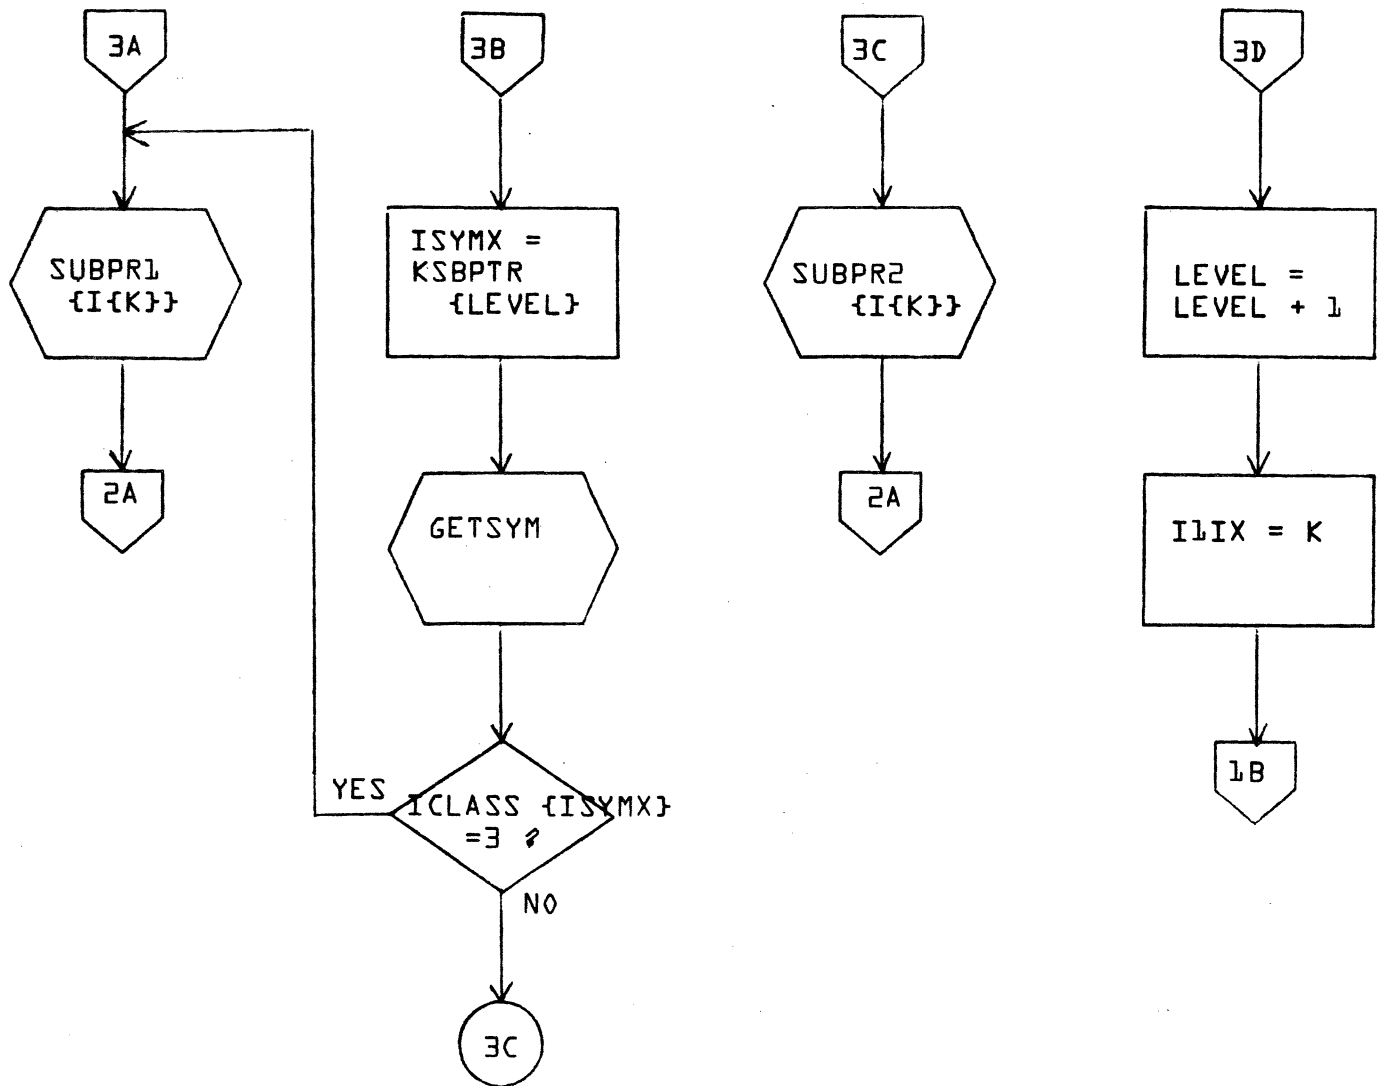 3A
SUBPR1
{I{K}}
2A
3B
ISYMX =
KSBPTR
{LEVEL}
GETSYM
YES
ICLASS {ISYMX}
=3 ?
NO
3C
3C
SUBPR2
{I{K}}
2A
3D
LEVEL =
LEVEL + 1
I1IX = K
1B